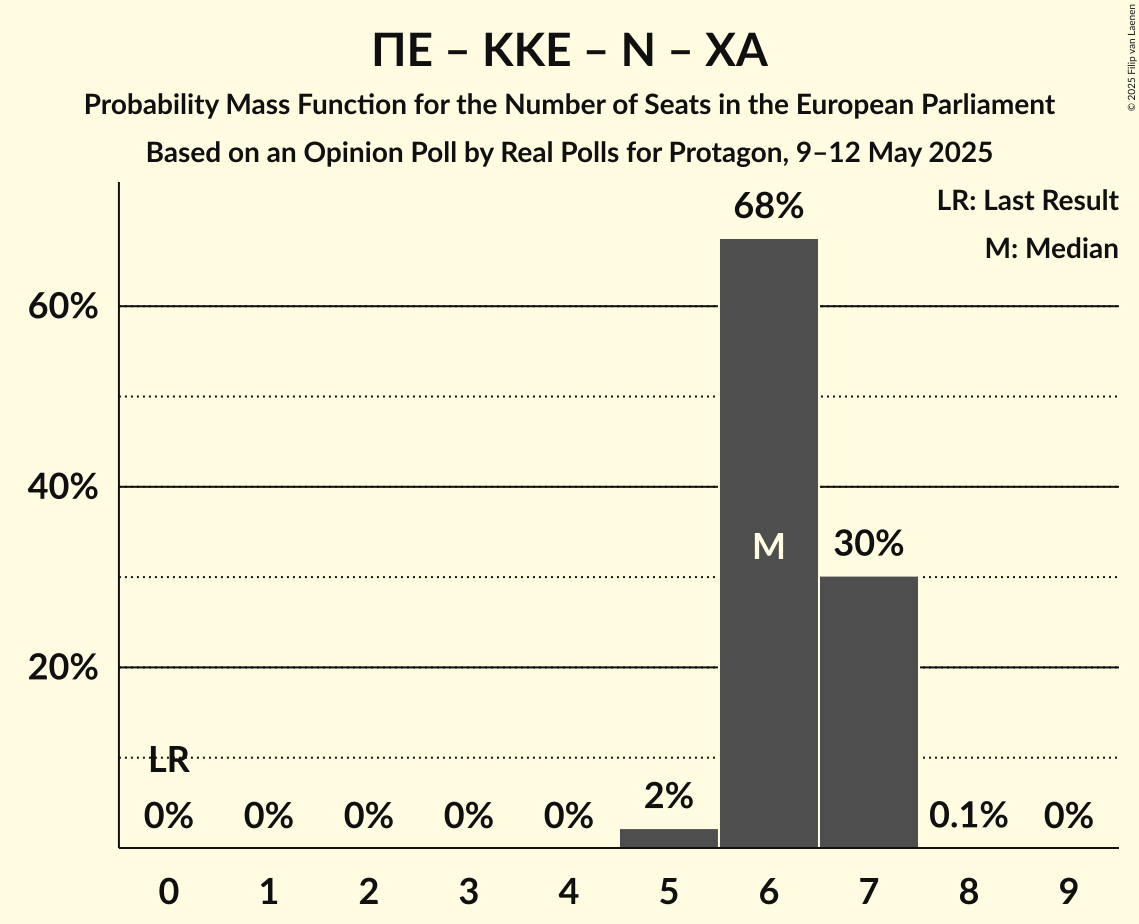 ΠΕ – ΚΚΕ – Ν – ΧΑ
Probability Mass Function for the Number of Seats in the European Parliament
Based on an Opinion Poll by Real Polls for Protagon, 9–12 May 2025
© 2025 Filip van Laenen
LR: Last Result
M: Median
68%
60%
40%
M
30%
20%
LR
0%
0%
0%
0%
0%
2%
0.1%
0%
0 1 2 3 4 5 6 7 8 9